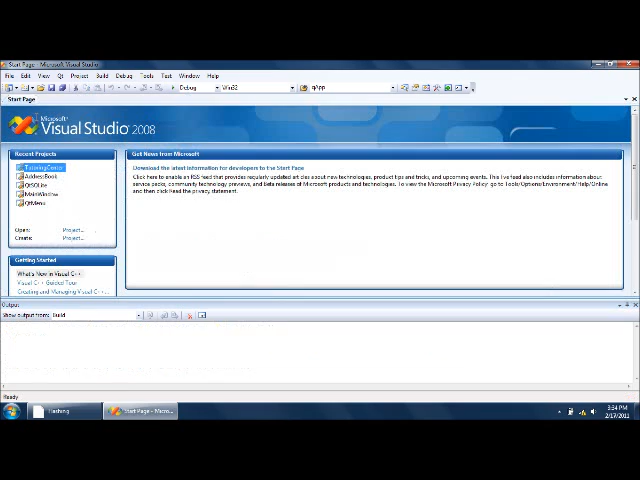 Start Page - Microsoft Visual Studio
File Edit View Qt Project Build Debug Tools Test Window Help
Debug Win32 qApp
Start Page
Microsoft
Visual Studio 2008
Recent Projects
TutoringCenter
AddressBook
QtSQLite
MainWindow
QtMenu
Open: Project...
Create: Project...
Getting Started
What's New in Visual C++
Visual C++ Guided Tour
Creating and Managing Visual C+...
Get News from Microsoft
Download the latest information for developers to the Start Page
Click here to enable an RSS feed that provides regularly updated articles about new technologies, product tips and tricks, and upcoming events. This live feed also includes information about
service packs, community technology previews, and beta releases of Microsoft products and technologies. To view the Microsoft Privacy Policy go to Tools/Options/Environment/Help/Online
and then click Read the privacy statement.
Output
Show output from: Build
Ready
Flashing
Start Page - Micro...
3:34 PM
2/17/2011